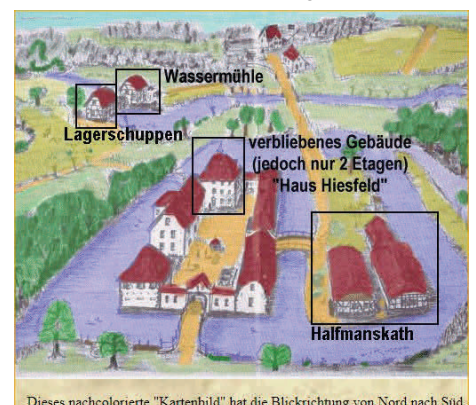 Wassermühle
Lagerschuppen
verbliebenes Gebäude
(jedoch nur 2 Etagen)
"Haus Hiesfeld"
Halfmanskath
Dieses nachcolorierte "Kartenbild" hat die Blickrichtung von Nord nach Süd